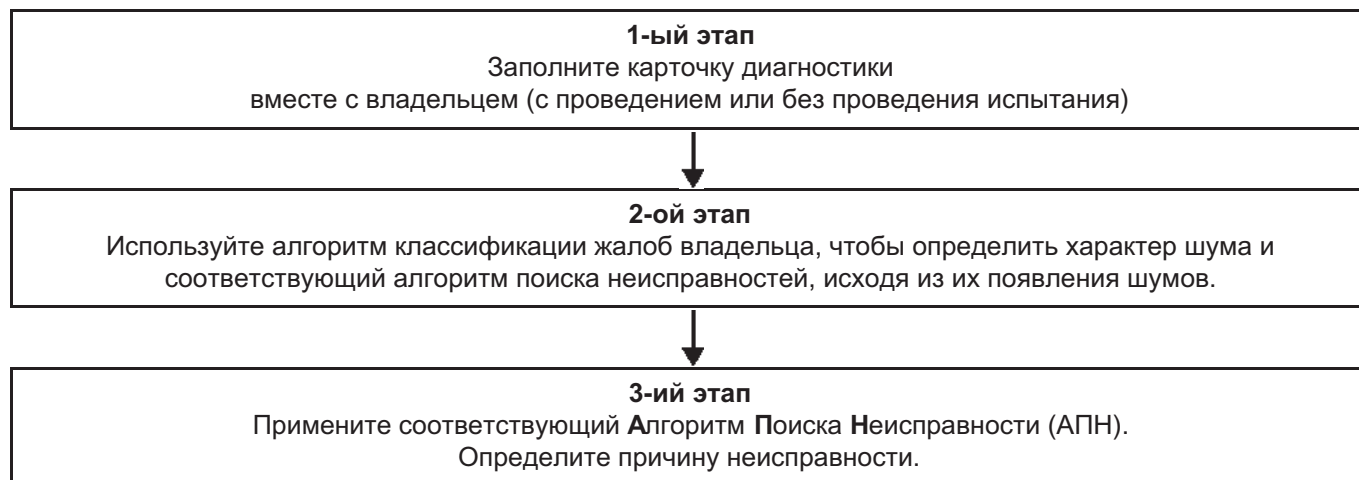 1-ый этап
Заполните карточку диагностики
вместе с владельцем (с проведением или без проведения испытания)
2-ой этап
Используйте алгоритм классификации жалоб владельца, чтобы определить характер шума и
соответствующий алгоритм поиска неисправностей, исходя из их появления шумов.
3-ий этап
Примените соответствующий Алгоритм Поиска Неисправности (АПН).
Определите причину неисправности.